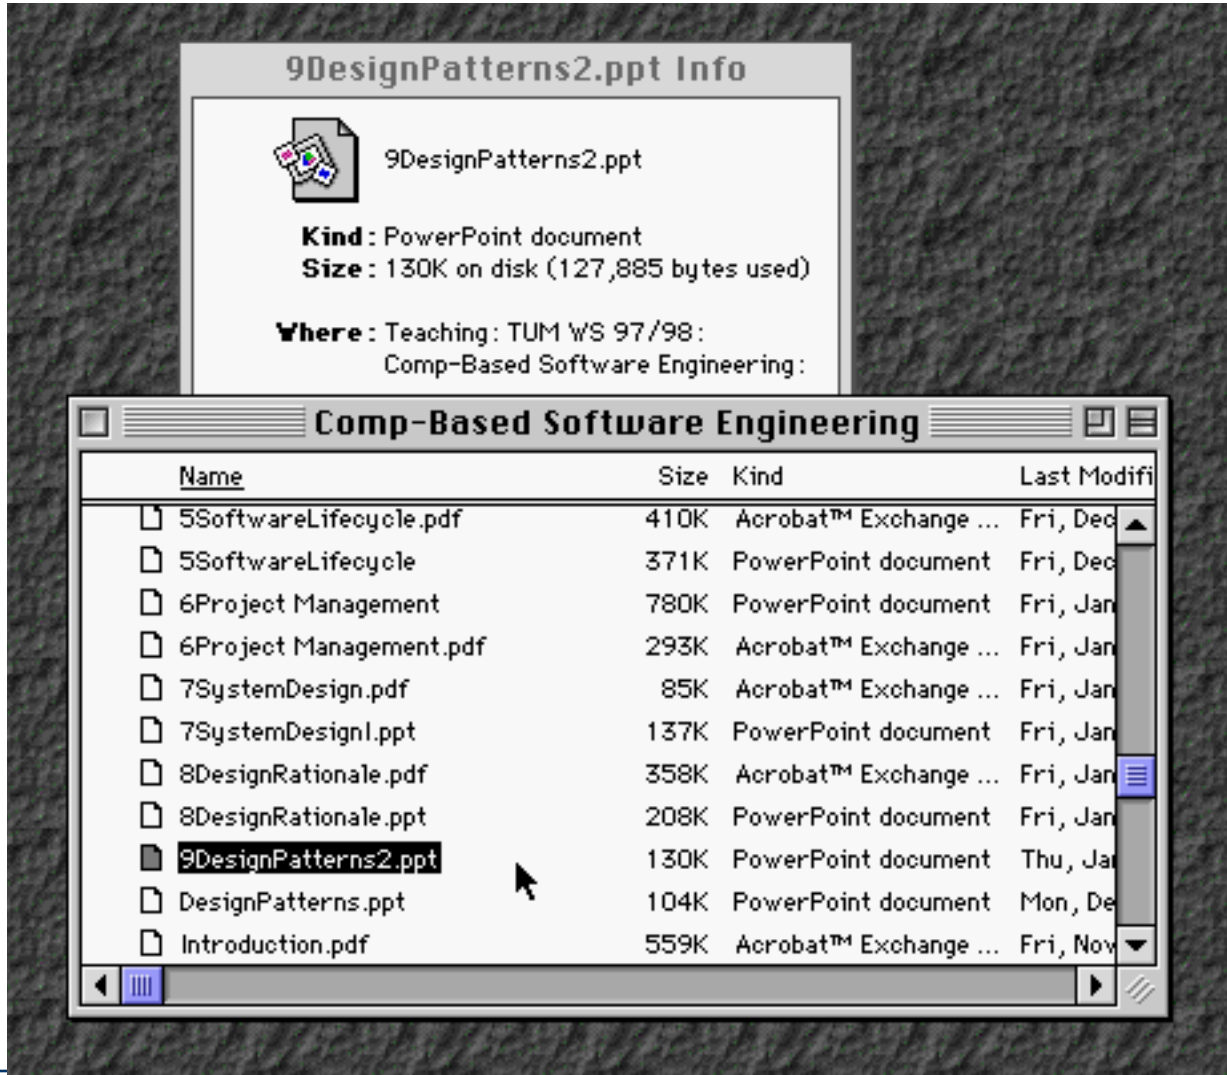 9DesignPatterns2.ppt Info
9DesignPatterns2.ppt
Kind: PowerPoint document
Size: 130K on disk (127,885 bytes used)
Where: Teaching: TUM WS 97/98:
Comp-Based Software Engineering:
Comp-Based Software Engineering
Name Size Kind Last Modifi
5SoftwareLifecycle.pdf 410K Acrobat™ Exchange ... Fri, Dec
5SoftwareLifecycle 371K PowerPoint document Fri, Dec
6Project Management 780K PowerPoint document Fri, Jan
6Project Management.pdf 293K Acrobat™ Exchange ... Fri, Jan
7SystemDesign.pdf 85K Acrobat™ Exchange ... Fri, Jan
7SystemDesignI.ppt 137K PowerPoint document Fri, Jan
8DesignRationale.pdf 358K Acrobat™ Exchange ... Fri, Jan
8DesignRationale.ppt 208K PowerPoint document Fri, Jan
9DesignPatterns2.ppt 130K PowerPoint document Thu, Jan
DesignPatterns.ppt 104K PowerPoint document Mon, De
Introduction.pdf 559K Acrobat™ Exchange ... Fri, Nov